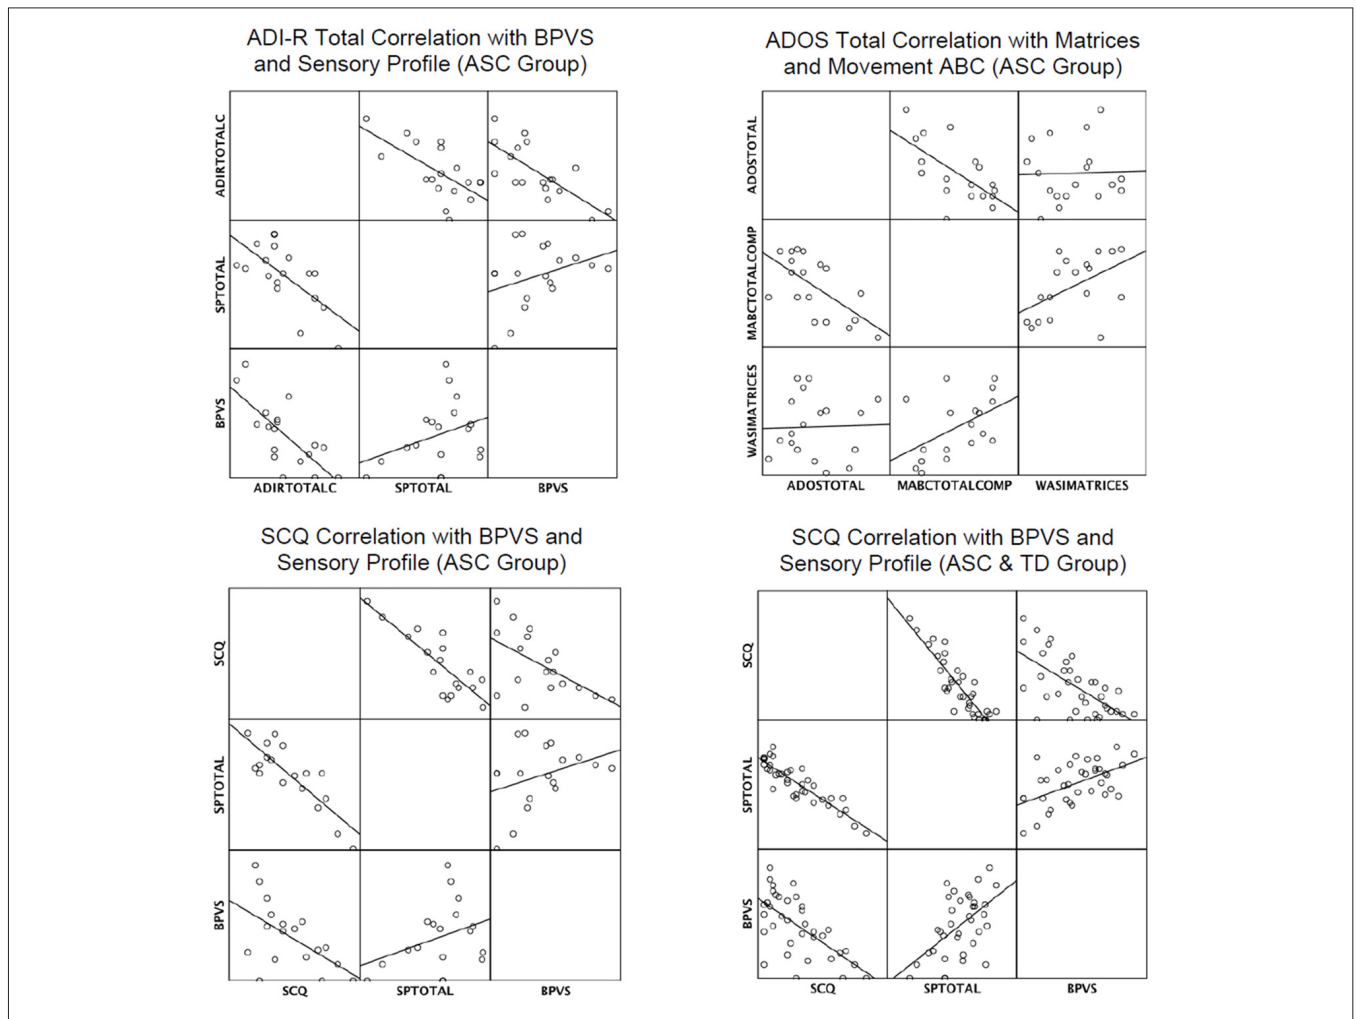 ADI-R Total Correlation with BPVS
and Sensory Profile (ASC Group)
ADIRTOTALC
SPTOTAL
BPVS
ADIRTOTALC SPTOTAL BPVS
ADOS Total Correlation with Matrices
and Movement ABC (ASC Group)
ADOSTOTAL
MABCTOTALCOMP
WASIMATRICES
ADOSTOTAL MABCTOTALCOMP WASIMATRICES
SCQ Correlation with BPVS and
Sensory Profile (ASC Group)
SCQ
SPTOTAL
BPVS
SCQ SPTOTAL BPVS
SCQ Correlation with BPVS and
Sensory Profile (ASC & TD Group)
SCQ
SPTOTAL
BPVS
SCQ SPTOTAL BPVS